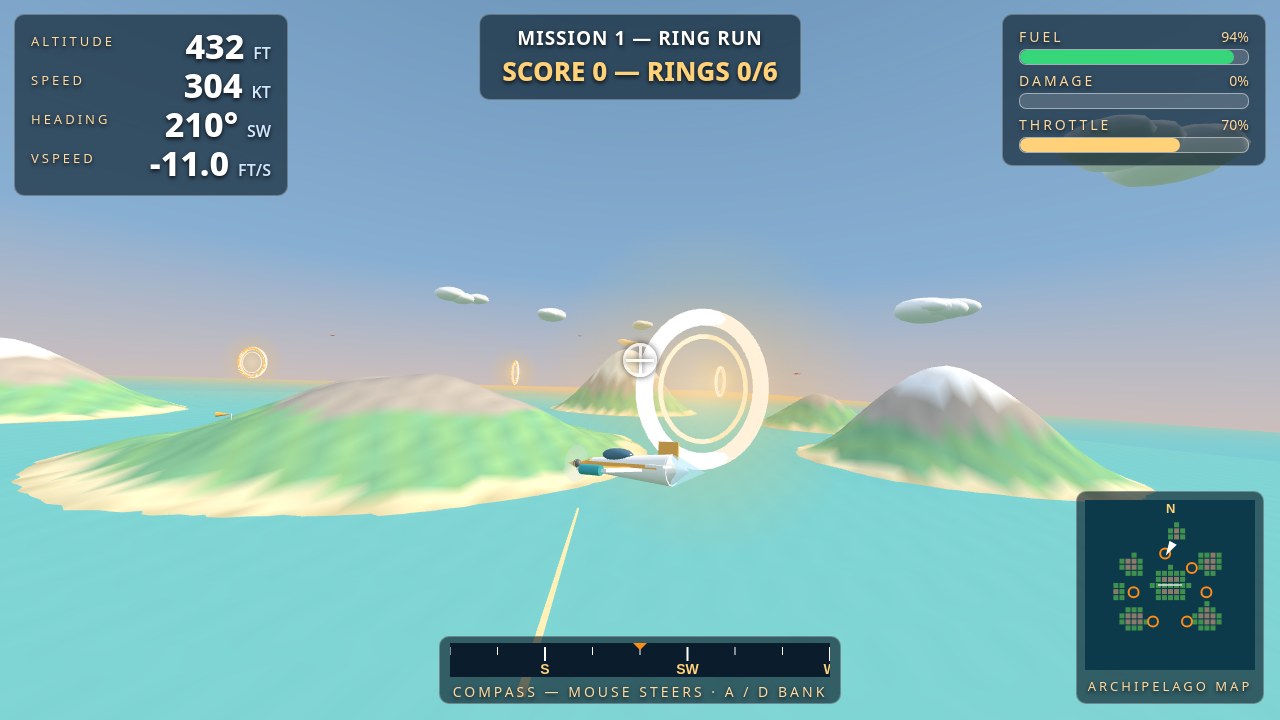 ALTITUDE 432 FT
SPEED 304 KT
HEADING 210° SW
VSPEED -11.0 FT/S
MISSION 1 — RING RUN
SCORE 0 — RINGS 0/6
FUEL 94%
DAMAGE 0%
THROTTLE 70%
N
ARCHIPELAGO MAP
S SW
COMPASS — MOUSE STEERS · A / D BANK